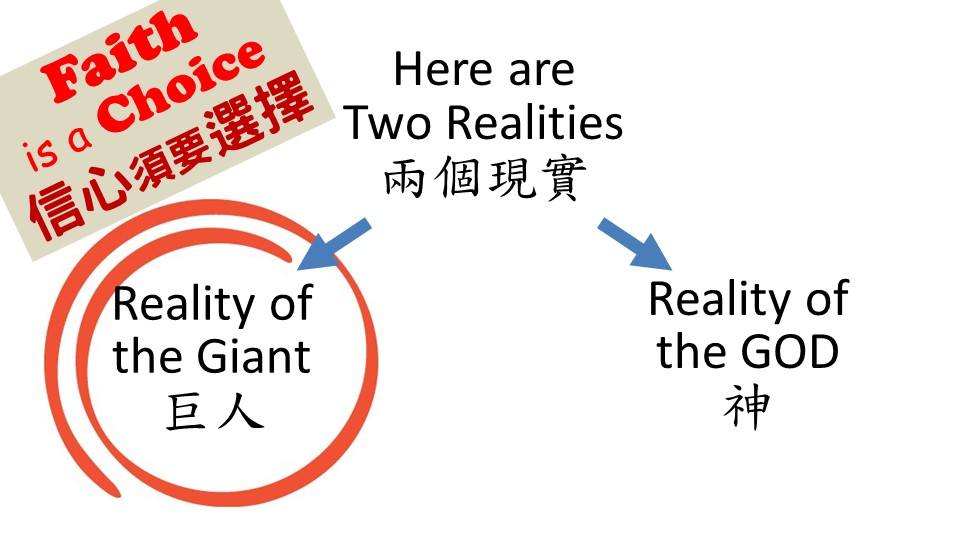 Faith
is a Choice
信心須要選擇
Here are
Two Realities
兩個現實
Reality of
the Giant
巨人
Reality of
the GOD
神